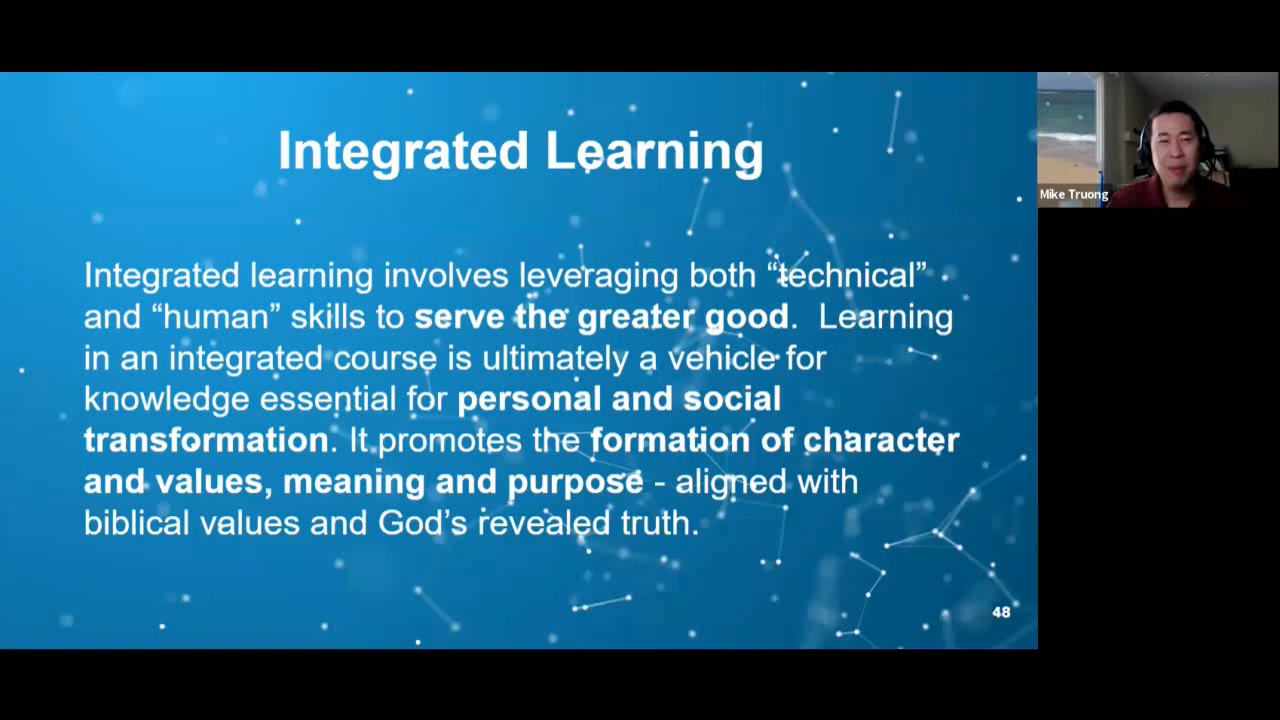 Integrated Learning
Integrated learning involves leveraging both “technical”
and “human” skills to serve the greater good.  Learning
in an integrated course is ultimately a vehicle for
knowledge essential for personal and social
transformation. It promotes the formation of character
and values, meaning and purpose - aligned with
biblical values and God’s revealed truth.
48
Mike Truong